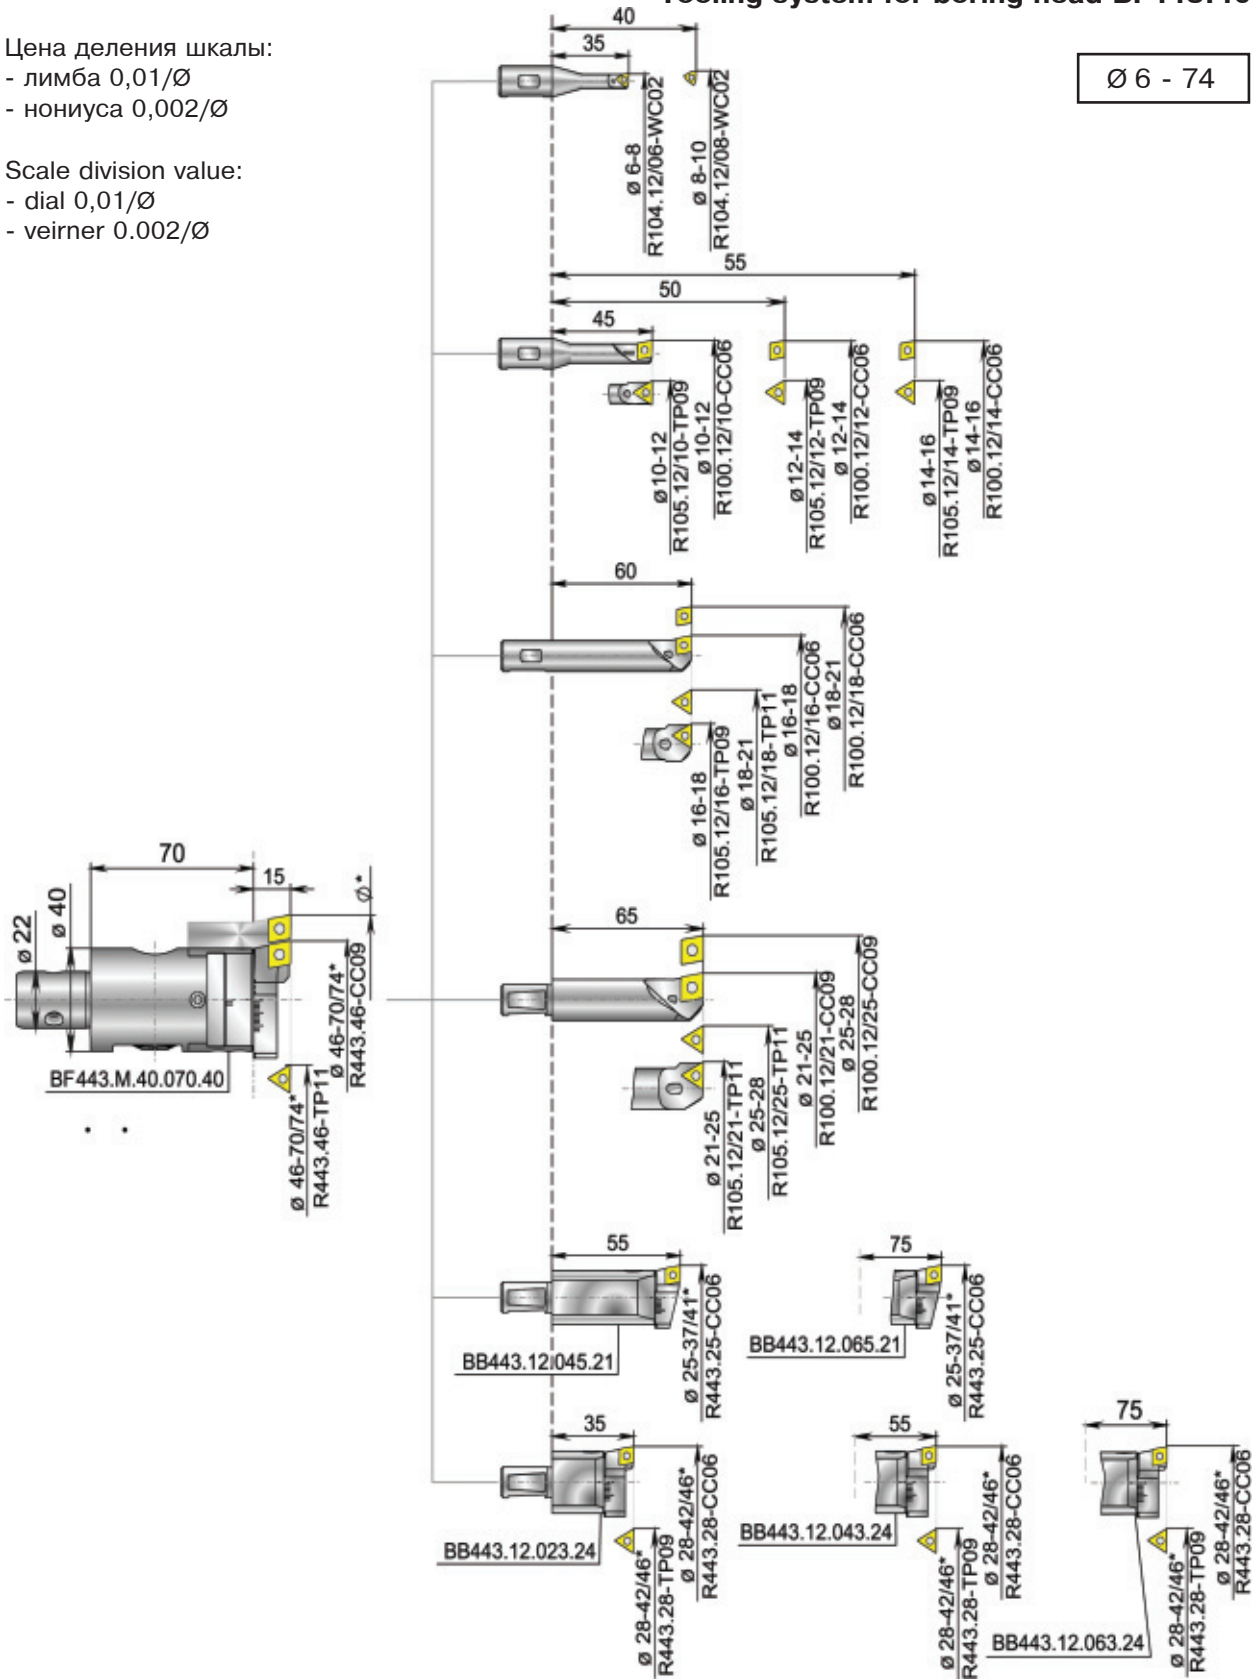 Цена деления шкалы:
- лимба 0,01/Ø
- нониуса 0,002/Ø
Scale division value:
- dial 0,01/Ø
- veirner 0.002/Ø
Ø 6 - 74
40
35
ø 6-8
R104.12/06-WC02
ø 8-10
R104.12/08-WC02
55
50
45
ø10-12
R105.12/10-TP09
ø10-12
R100.12/10-CC06
ø12-14
R105.12/12-TP09
ø 12-14
R100.12/12-CC06
ø14-16
R105.12/14-TP09
ø14-16
R100.12/14-CC06
60
ø 16-18
R105.12/16-TP09
ø 18-21
R105.12/18-TP11
ø16-18
R100.12/16-CC06
ø18-21
R100.12/18-CC06
70
15
ø*
ø 22
ø 40
ø 46-70/74*
R443.46-CC09
BF443.M.40.070.40
ø 46-70/74*
R443.46-TP11
65
ø 21-25
R105.12/21-TP11
ø 25-28
R105.12/25-TP11
ø 21-25
R100.12/21-CC09
ø 25-28
R100.12/25-CC09
55
BB443.12.045.21
ø 25-37/41*
R443.25-CC06
75
BB443.12.065.21
ø 25-37/41*
R443.25-CC06
35
BB443.12.023.24
ø 28-42/46*
R443.28-TP09
ø 28-42/46*
R443.28-CC06
55
BB443.12.043.24
ø 28-42/46*
R443.28-TP09
ø 28-42/46*
R443.28-CC06
75
BB443.12.063.24
ø 28-42/46*
R443.28-TP09
ø 28-42/46*
R443.28-CC06